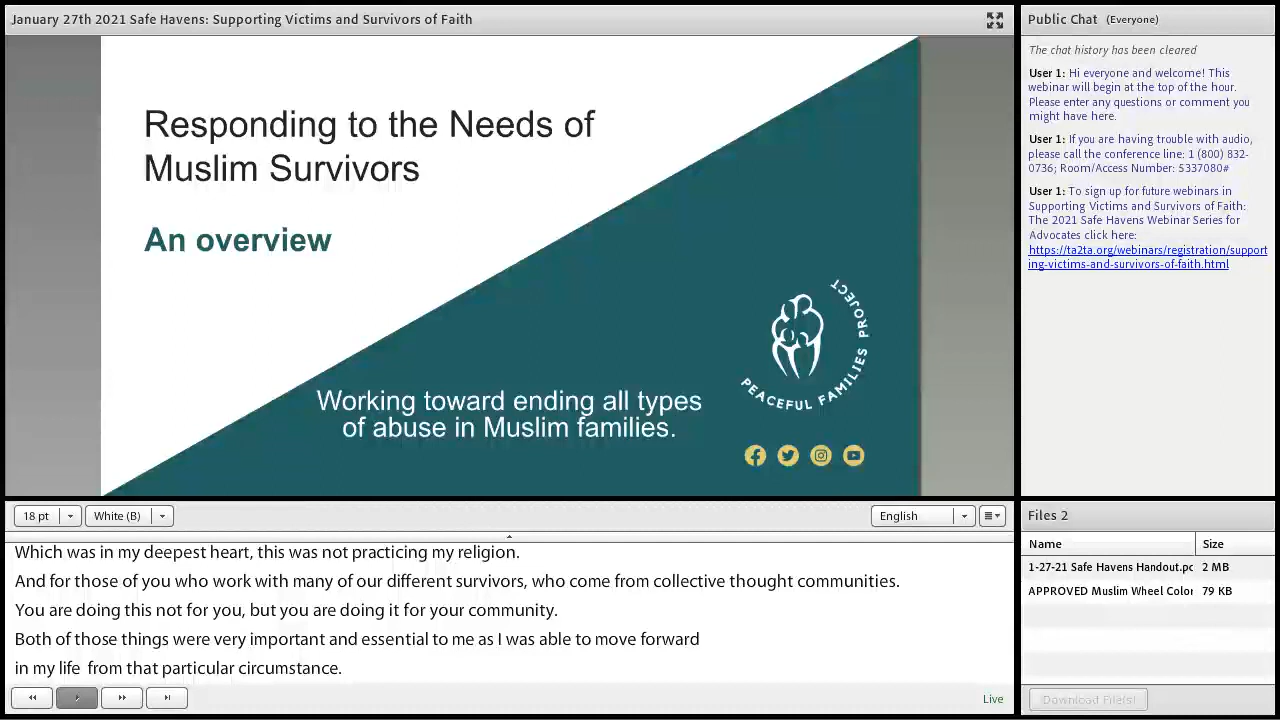 January 27th 2021 Safe Havens: Supporting Victims and Survivors of Faith
Responding to the Needs of
Muslim Survivors
An overview
PEACEFUL FAMILIES PROJECT
Working toward ending all types
of abuse in Muslim families.
18 pt
White (B)
English
Which was in my deepest heart, this was not practicing my religion.
And for those of you who work with many of our different survivors, who come from collective thought communities.
You are doing this not for you, but you are doing it for your community.
Both of those things were very important and essential to me as I was able to move forward
in my life from that particular circumstance.
Live
Public Chat (Everyone)
The chat history has been cleared
User 1: Hi everyone and welcome! This
webinar will begin at the top of the hour.
Please enter any questions or comment you
might have here.
User 1: If you are having trouble with audio,
please call the conference line: 1 (800) 832-
0736; Room/Access Number: 5337080#
User 1: To sign up for future webinars in
Supporting Victims and Survivors of Faith:
The 2021 Safe Havens Webinar Series for
Advocates click here:
https://ta2ta.org/webinars/registration/support
ing-victims-and-survivors-of-faith.html
Files 2
Name Size
1-27-21 Safe Havens Handout.pc 2 MB
APPROVED Muslim Wheel Color 79 KB
Download File(s)